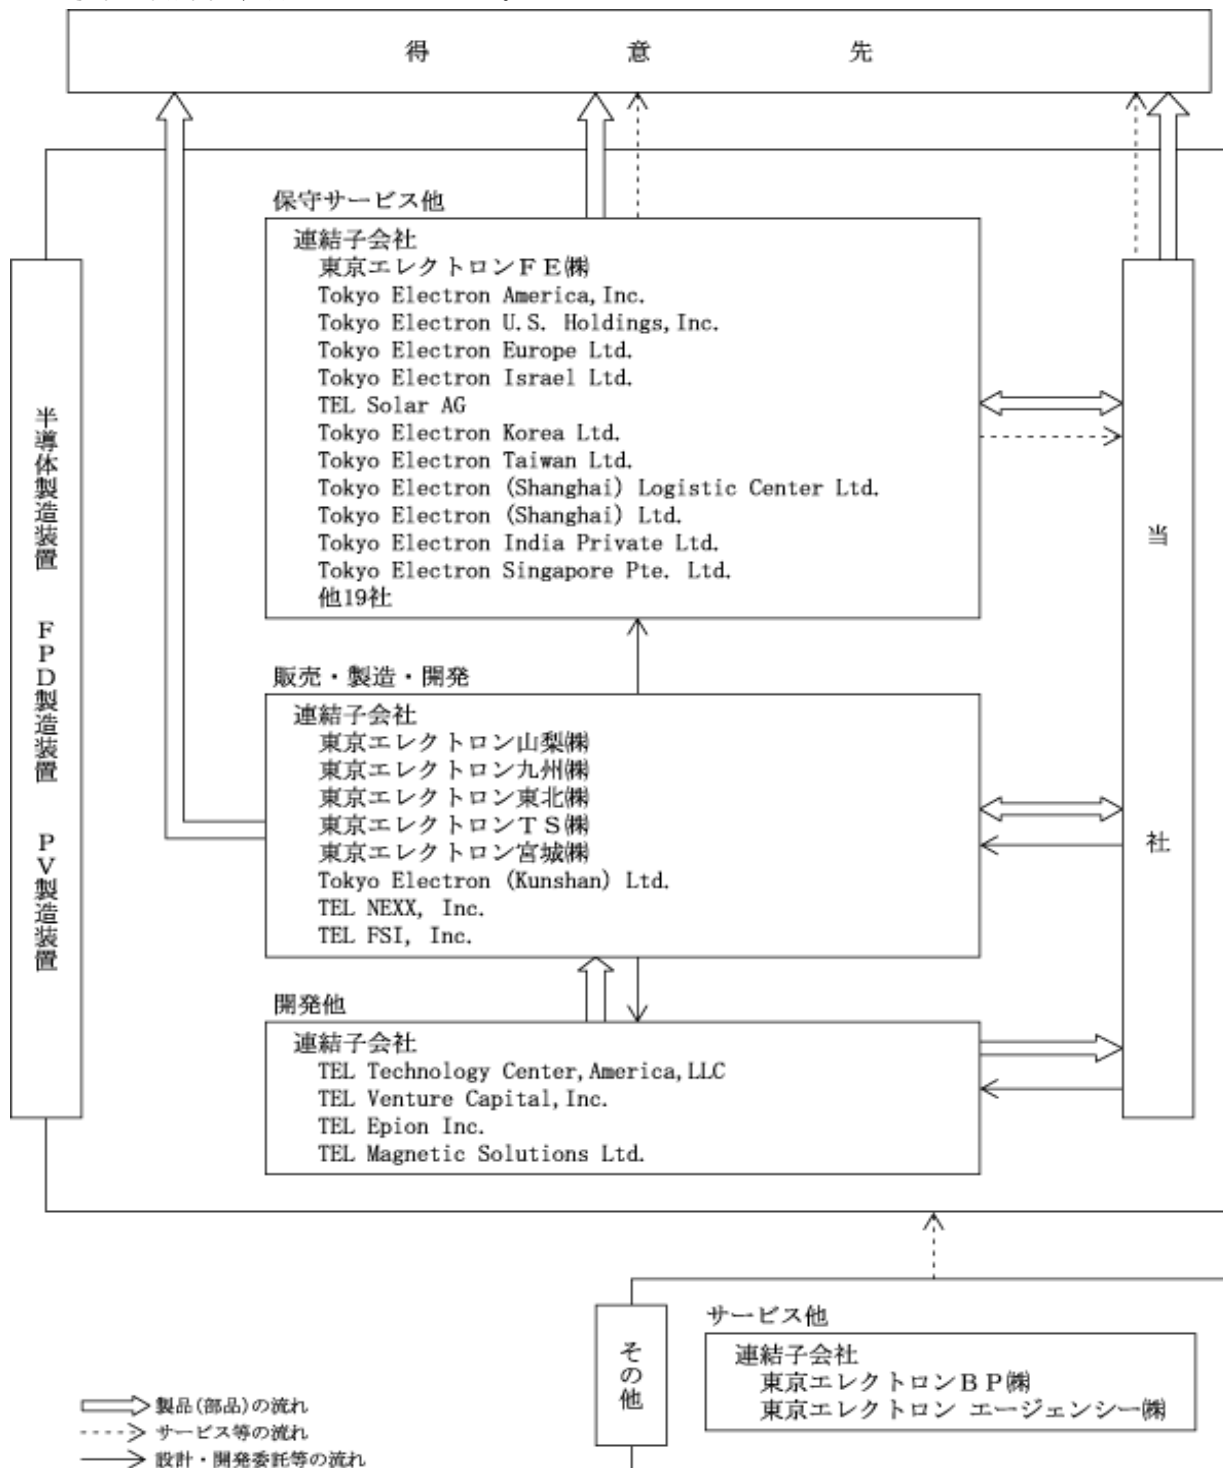 得意先
保守サービス他
連結子会社
東京エレクトロンFE㈱
Tokyo Electron America,Inc.
Tokyo Electron U.S. Holdings,Inc.
Tokyo Electron Europe Ltd.
Tokyo Electron Israel Ltd.
TEL Solar AG
Tokyo Electron Korea Ltd.
Tokyo Electron Taiwan Ltd.
Tokyo Electron (Shanghai) Logistic Center Ltd.
Tokyo Electron (Shanghai) Ltd.
Tokyo Electron India Private Ltd.
Tokyo Electron Singapore Pte. Ltd.
他19社
半導体製造装置 FPD製造装置 PV製造装置
当社
販売・製造・開発
連結子会社
東京エレクトロン山梨㈱
東京エレクトロン九州㈱
東京エレクトロン東北㈱
東京エレクトロンTS㈱
東京エレクトロン宮城㈱
Tokyo Electron (Kunshan) Ltd.
TEL NEXX, Inc.
TEL FSI, Inc.
開発他
連結子会社
TEL Technology Center,America,LLC
TEL Venture Capital,Inc.
TEL Epion Inc.
TEL Magnetic Solutions Ltd.
その他
サービス他
連結子会社
東京エレクトロンBP㈱
東京エレクトロン エージェンシー㈱
製品(部品)の流れ
サービス等の流れ
設計・開発委託等の流れ